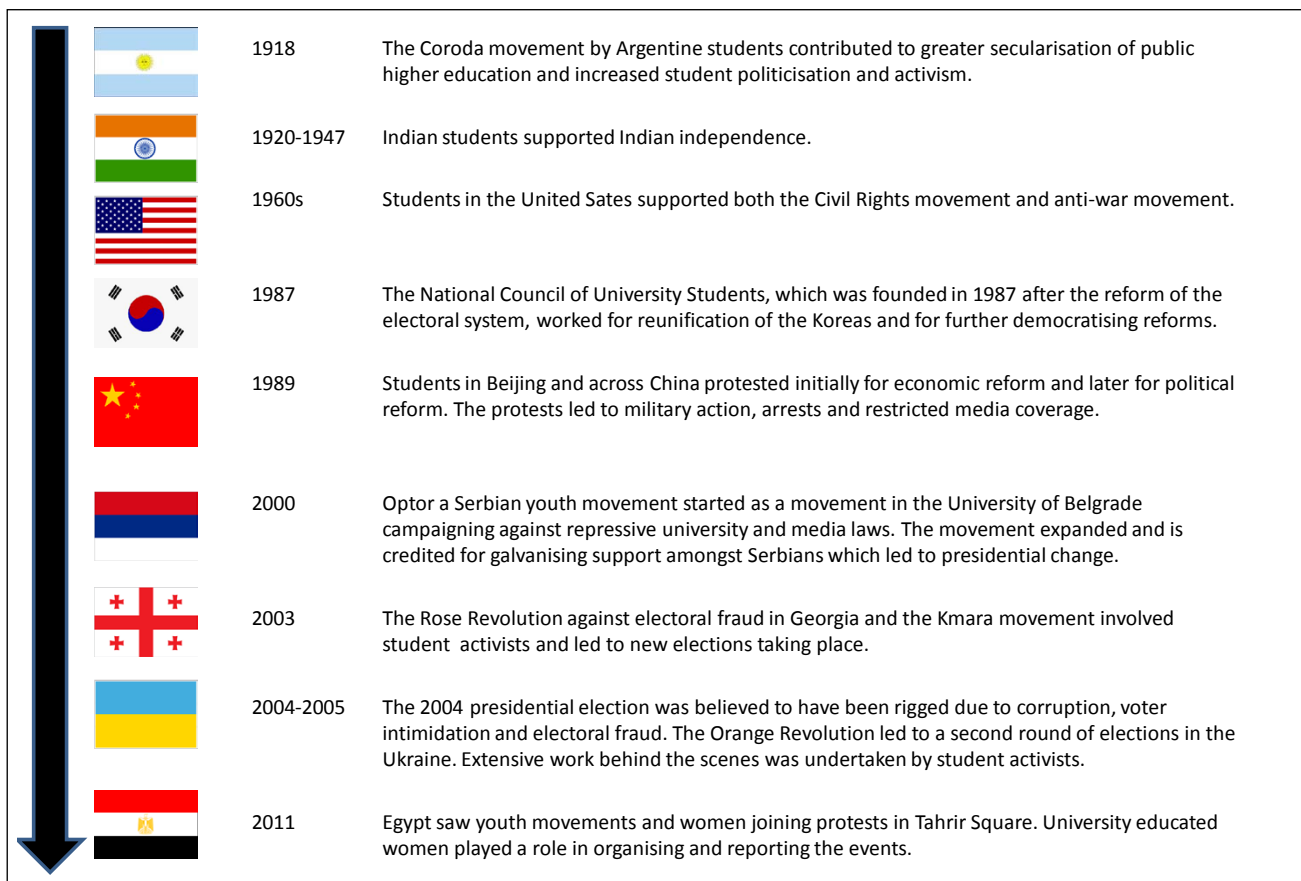 1918 The Coroda movement by Argentine students contributed to greater secularisation of public
higher education and increased student politicisation and activism.
1920-1947 Indian students supported Indian independence.
1960s Students in the United Sates supported both the Civil Rights movement and anti-war movement.
1987 The National Council of University Students, which was founded in 1987 after the reform of the
electoral system, worked for reunification of the Koreas and for further democratising reforms.
1989 Students in Beijing and across China protested initially for economic reform and later for political
reform. The protests led to military action, arrests and restricted media coverage.
2000 Optor a Serbian youth movement started as a movement in the University of Belgrade
campaigning against repressive university and media laws. The movement expanded and is
credited for galvanising support amongst Serbians which led to presidential change.
2003 The Rose Revolution against electoral fraud in Georgia and the Kmara movement involved
student activists and led to new elections taking place.
2004-2005 The 2004 presidential election was believed to have been rigged due to corruption, voter
intimidation and electoral fraud. The Orange Revolution led to a second round of elections in the
Ukraine. Extensive work behind the scenes was undertaken by student activists.
2011 Egypt saw youth movements and women joining protests in Tahrir Square. University educated
women played a role in organising and reporting the events.